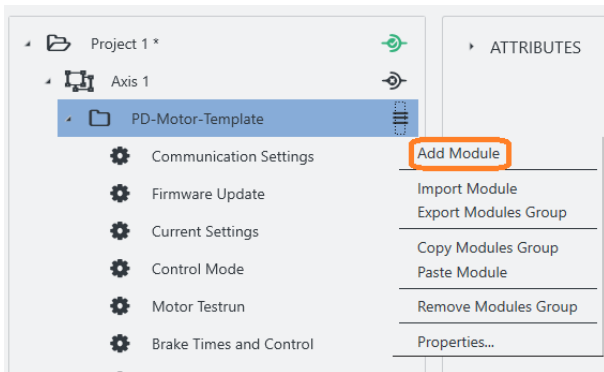 Project 1 *
ATTRIBUTES
Axis 1
PD-Motor-Template
Communication Settings
Firmware Update
Current Settings
Control Mode
Motor Testrun
Brake Times and Control
Add Module
Import Module
Export Modules Group
Copy Modules Group
Paste Module
Remove Modules Group
Properties...